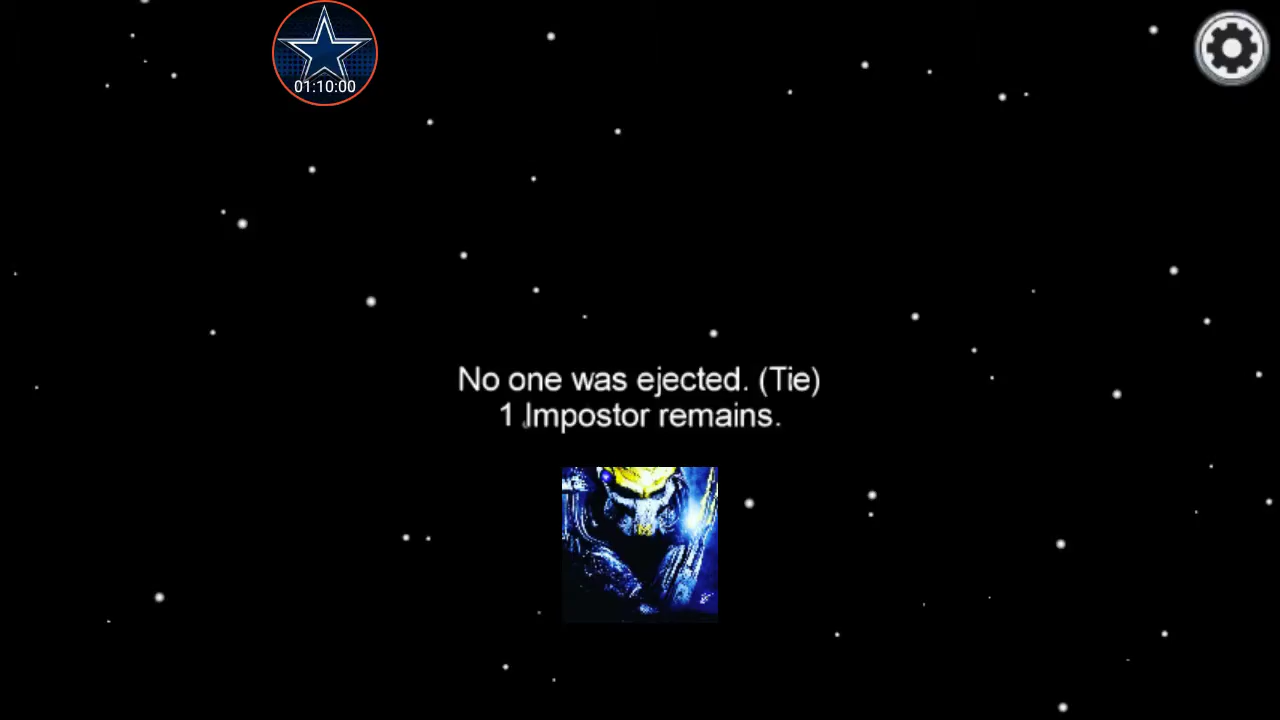 01:10:00
No one was ejected. (Tie)
1 Impostor remains.